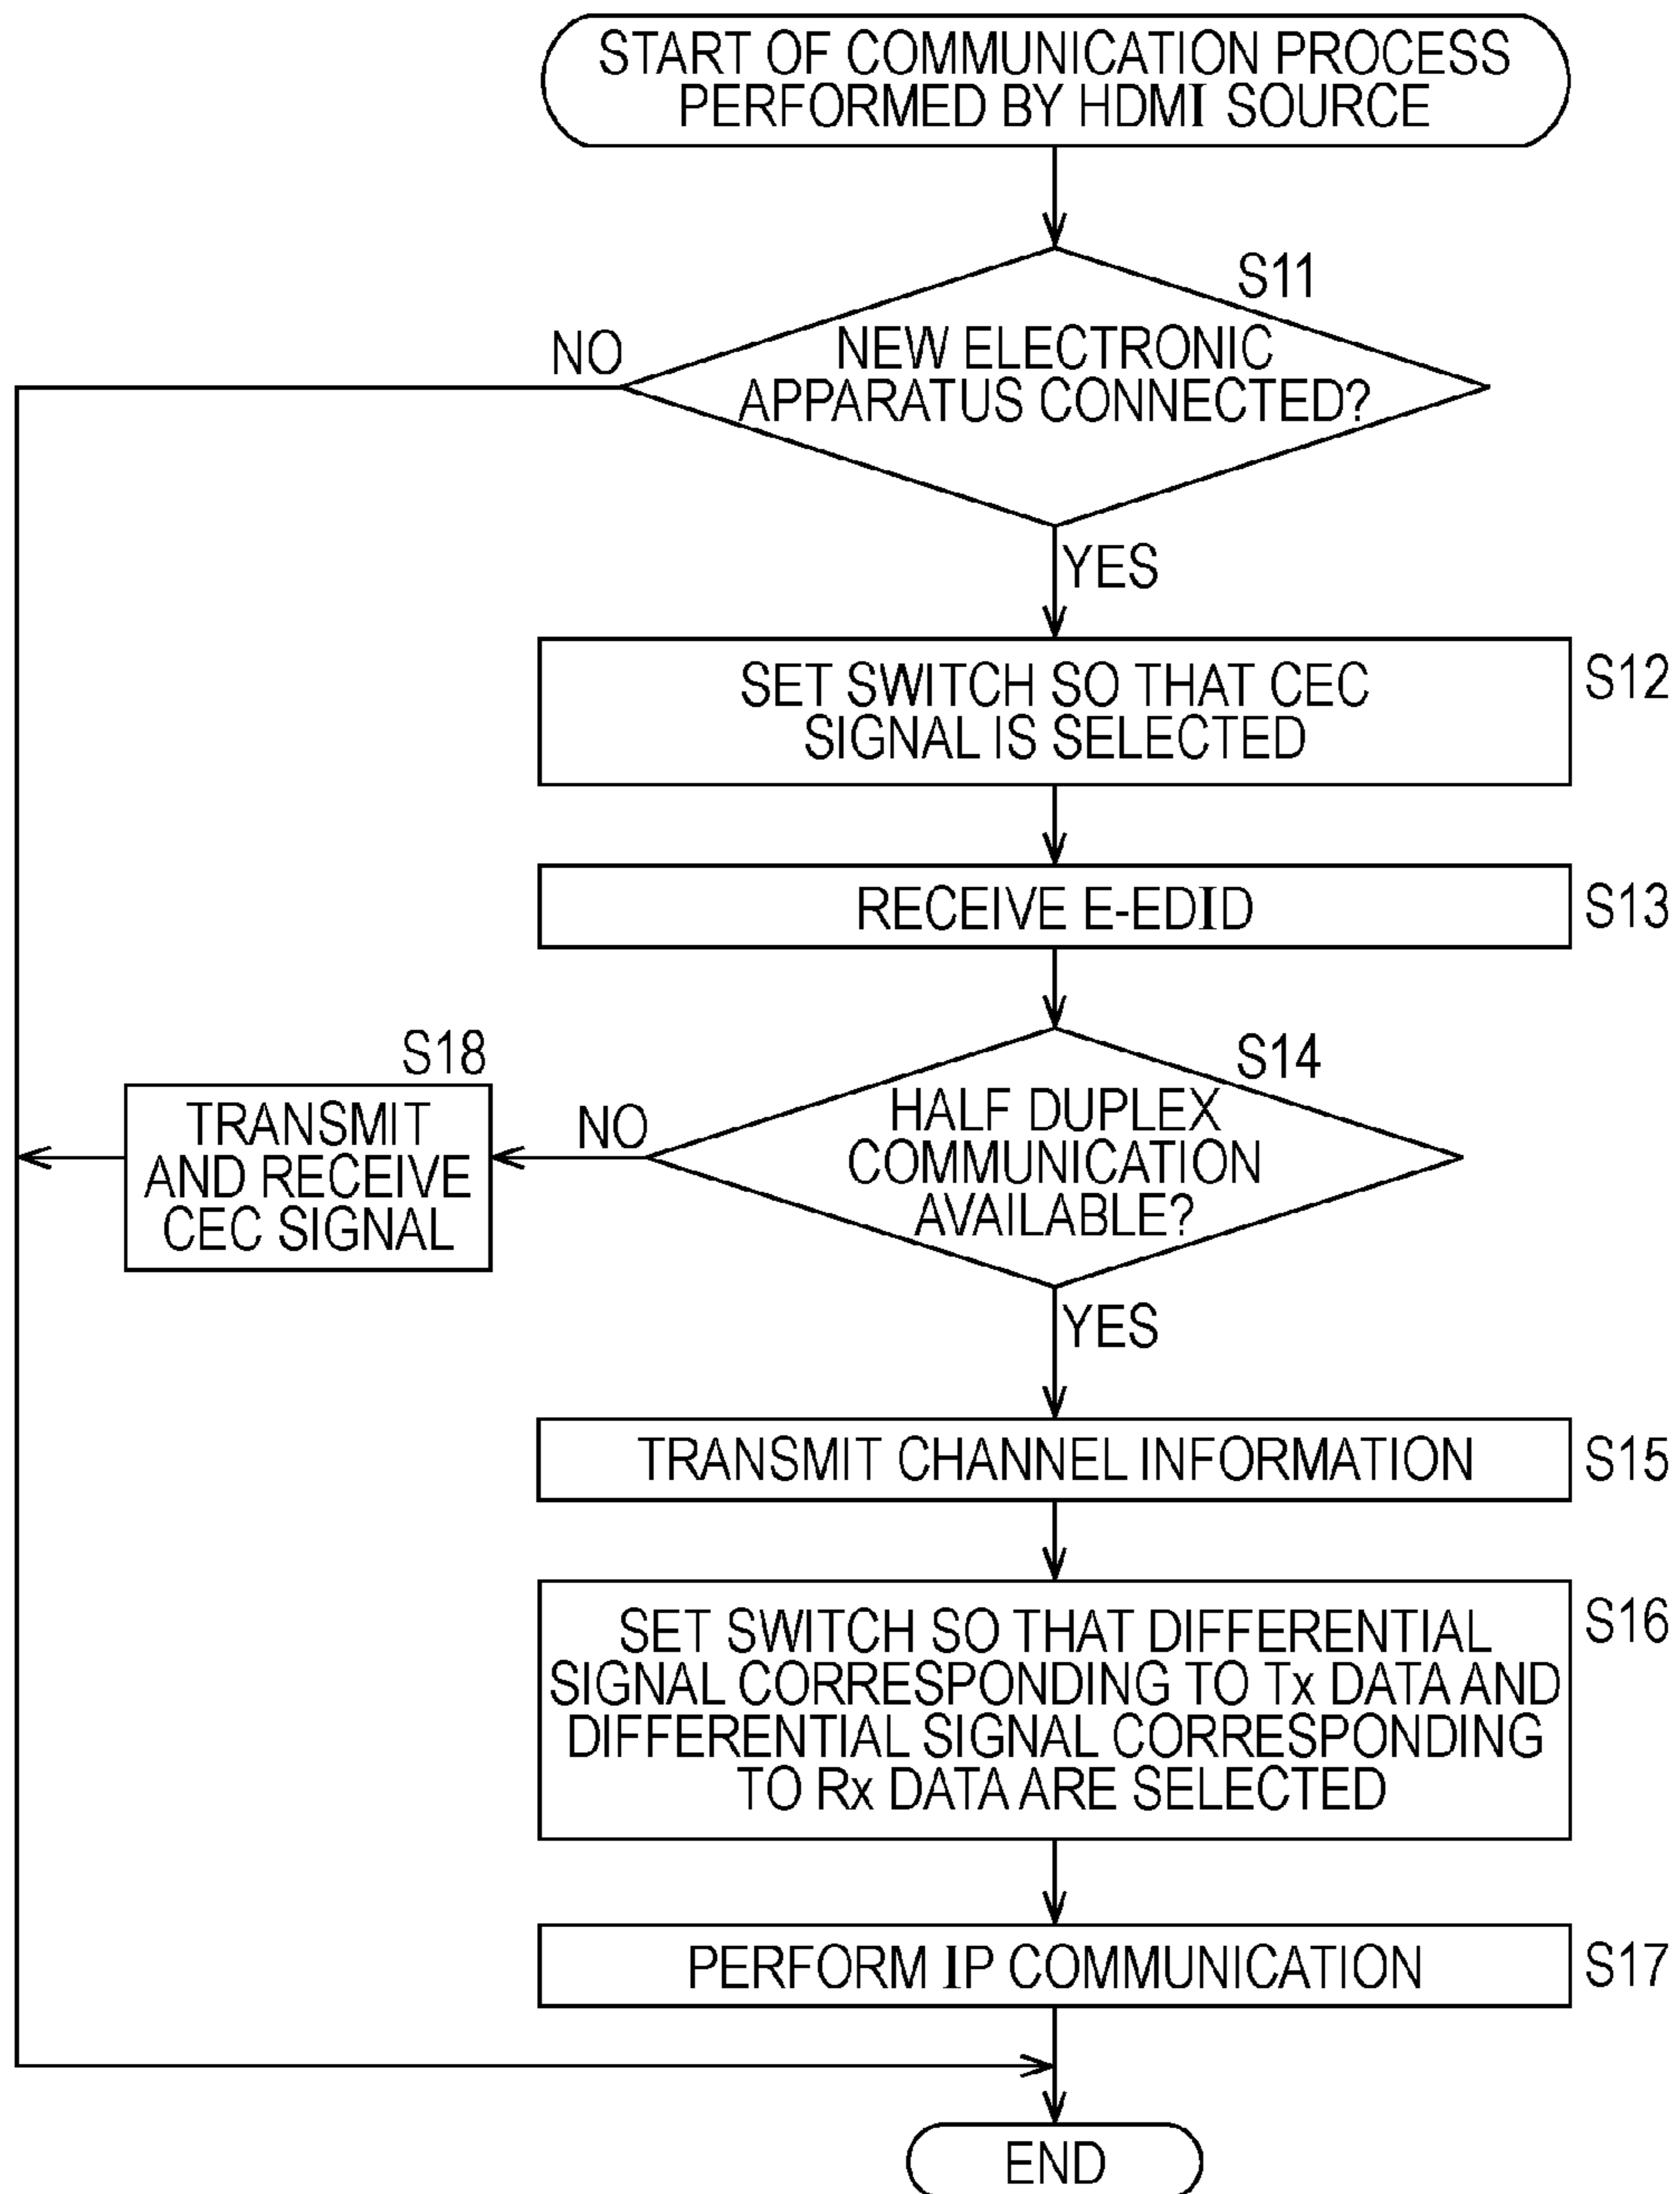 START OF COMMUNICATION PROCESS
PERFORMED BY HDMI SOURCE
S11
NO
NEW ELECTRONIC
APPARATUS CONNECTED?
YES
SET SWITCH SO THAT CEC
SIGNAL IS SELECTED
S12
RECEIVE E-EDID
S13
S14
HALF DUPLEX
COMMUNICATION
AVAILABLE?
NO
S18
TRANSMIT
AND RECEIVE
CEC SIGNAL
YES
TRANSMIT CHANNEL INFORMATION
S15
SET SWITCH SO THAT DIFFERENTIAL
SIGNAL CORRESPONDING TO Tx DATA AND
DIFFERENTIAL SIGNAL CORRESPONDING
TO Rx DATA ARE SELECTED
S16
PERFORM IP COMMUNICATION
S17
END